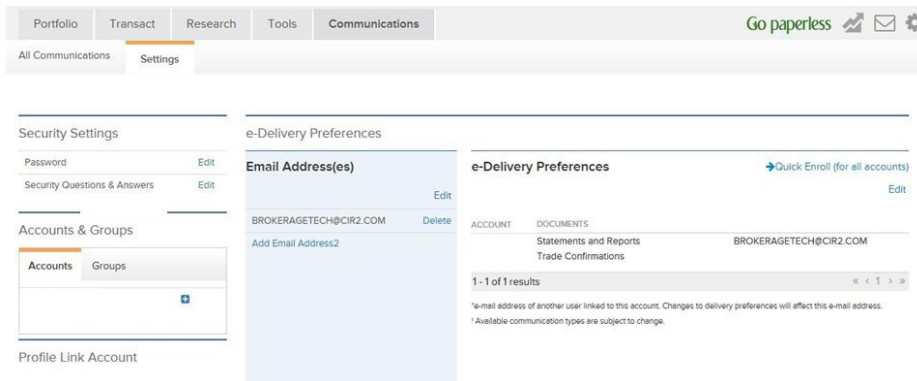 Portfolio Transact Research Tools Communications Go paperless
All Communications Settings
Security Settings
Password Edit
Security Questions & Answers Edit
Accounts & Groups
Accounts Groups
Profile Link Account
e-Delivery Preferences
Email Address(es)
Edit
BROKERAGETECH@CIR2.COM Delete
Add Email Address2
e-Delivery Preferences Quick Enroll (for all accounts)
Edit
ACCOUNT DOCUMENTS
Statements and Reports BROKERAGETECH@CIR2.COM
Trade Confirmations
1 - 1 of 1 results « < 1 > »
*e-mail address of another user linked to this account. Changes to delivery preferences will affect this e-mail address.
¹ Available communication types are subject to change.